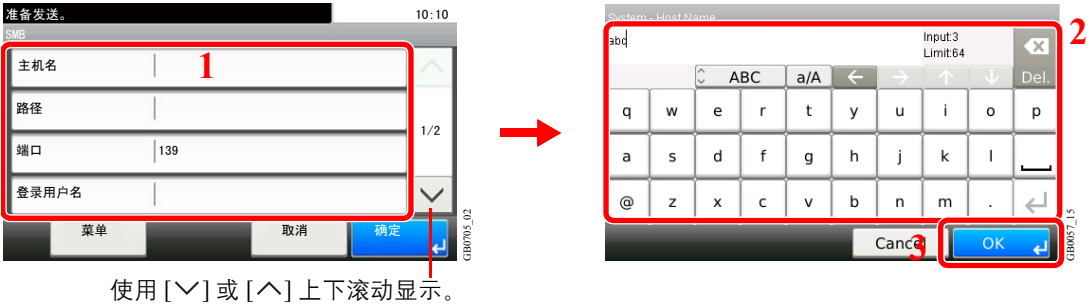 准备发送。
10:10
SMB
主机名
1
路径
1/2
端口
139
登录用户名
菜单
取消
确定
GB0705_02
使用 [∨] 或 [∧] 上下滚动显示。
System - Host Name
abc
Input:3
Limit:64
2
ABC
a/A
← → ↑ ↓
Del.
q w e r t y u i o p
a s d f g h j k l
@ z x c v b n m .
Cancel
3
OK
GB0057_15